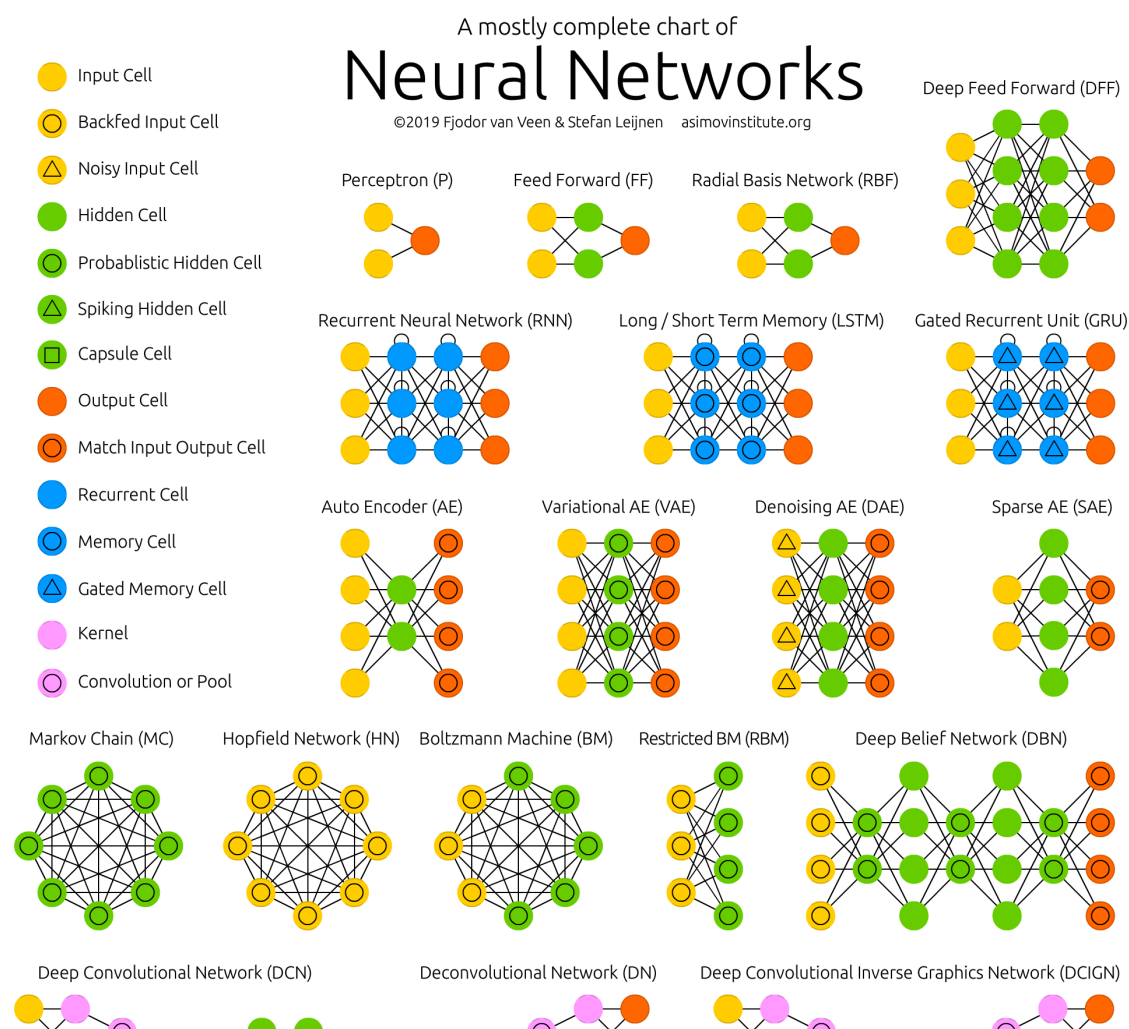 A mostly complete chart of
Neural Networks
©2019 Fjodor van Veen & Stefan Leijnen asimovinstitute.org
Input Cell
Backfed Input Cell
Noisy Input Cell
Hidden Cell
Probablistic Hidden Cell
Spiking Hidden Cell
Capsule Cell
Output Cell
Match Input Output Cell
Recurrent Cell
Memory Cell
Gated Memory Cell
Kernel
Convolution or Pool
Deep Feed Forward (DFF)
Perceptron (P)
Feed Forward (FF)
Radial Basis Network (RBF)
Recurrent Neural Network (RNN)
Long / Short Term Memory (LSTM)
Gated Recurrent Unit (GRU)
Auto Encoder (AE)
Variational AE (VAE)
Denoising AE (DAE)
Sparse AE (SAE)
Markov Chain (MC)
Hopfield Network (HN)
Boltzmann Machine (BM)
Restricted BM (RBM)
Deep Belief Network (DBN)
Deep Convolutional Network (DCN)
Deconvolutional Network (DN)
Deep Convolutional Inverse Graphics Network (DCIGN)